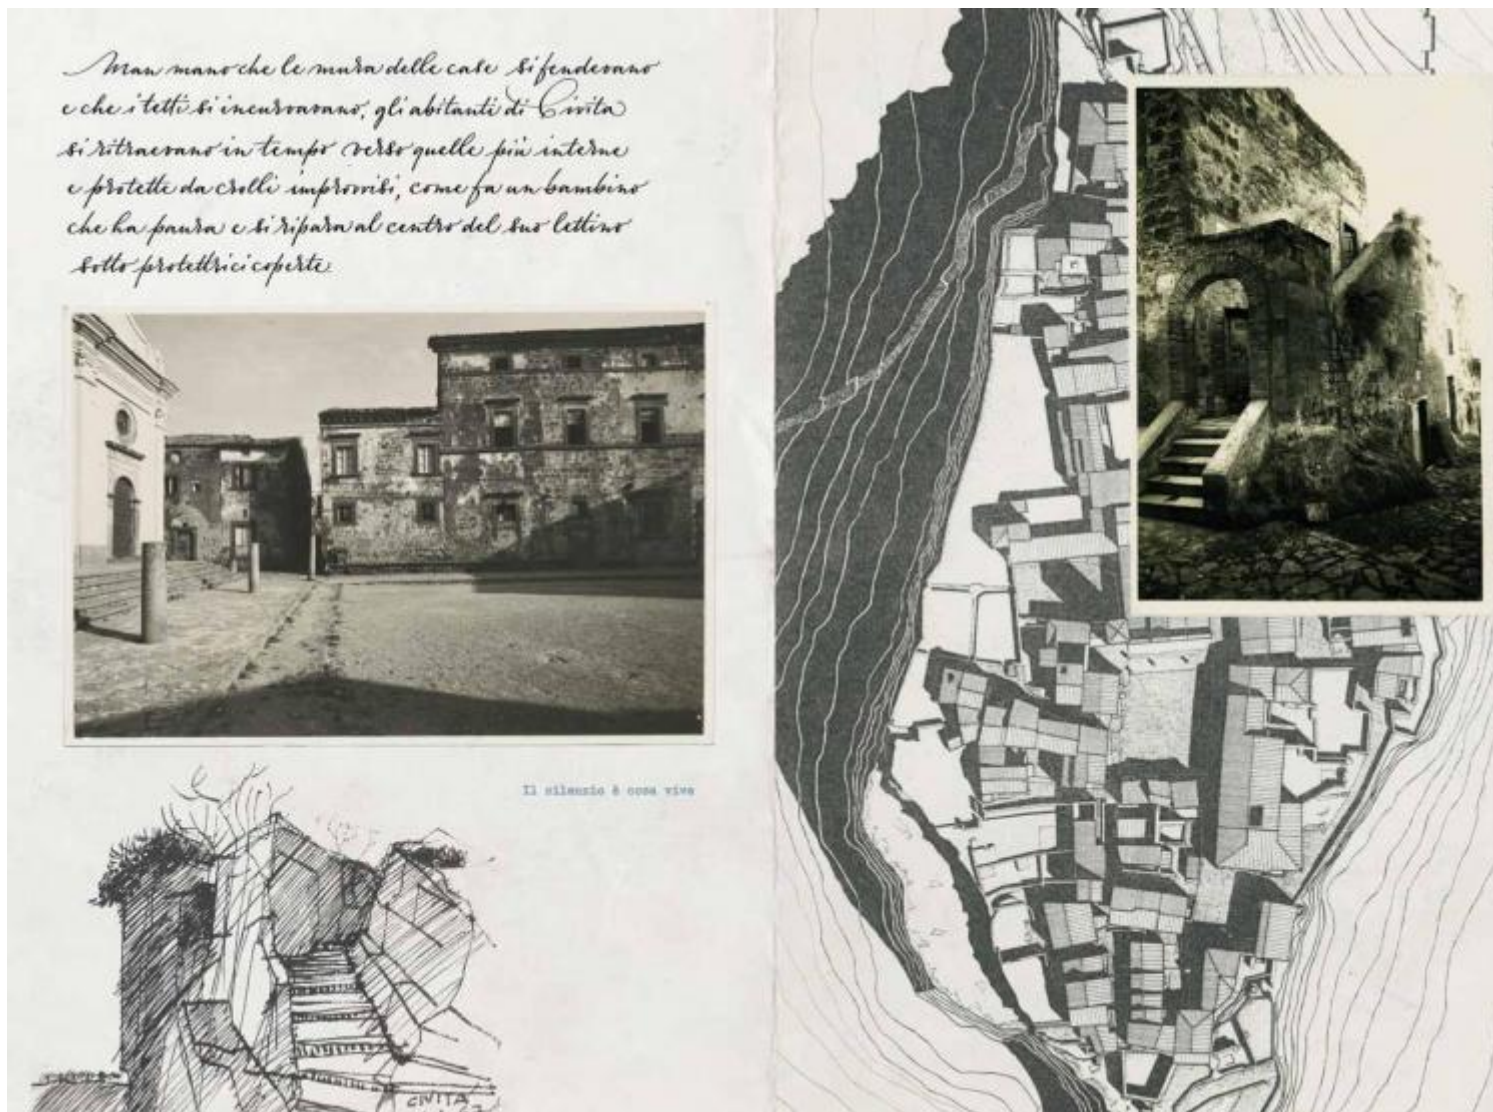 Man mano che le mura delle case si fendevano
e che i tetti si incurvavano, gli abitanti di Civita
si ritraevano in tempo verso quelle più interne
e protette da crolli improvvisi, come fa un bambino
che ha paura e si ripara al centro del suo lettino
sotto protettrici coperte.
Il silenzio è cosa viva
CIVITA